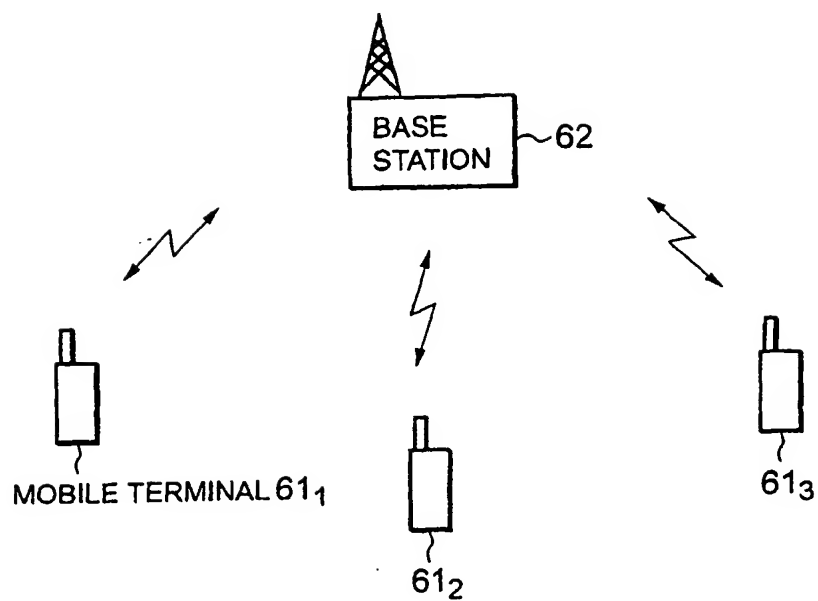 BASE
STATION
62
MOBILE TERMINAL 61₁
61₂
61₃